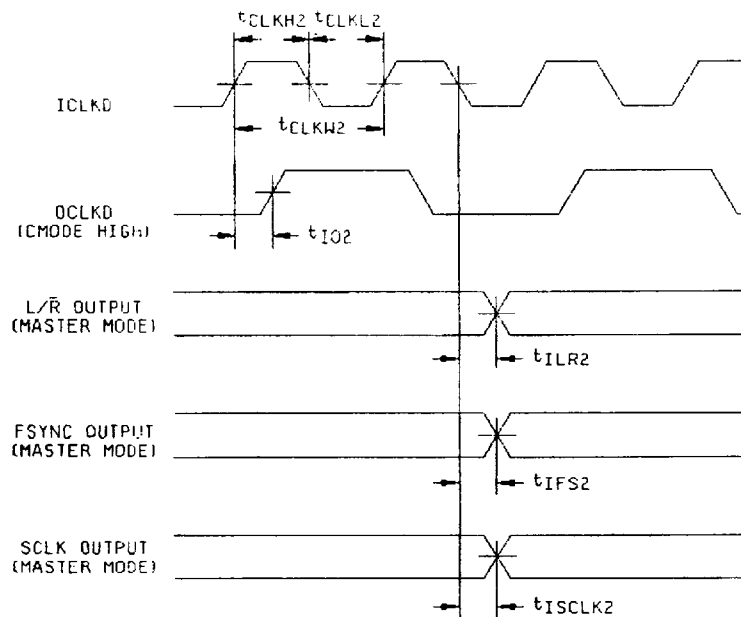 tCLKH2 tCLKL2
ICLKD
tCLKW2
OCLKD
(CMODE HIGH)
tIO2
L/R̄ OUTPUT
(MASTER MODE)
tILR2
FSYNC OUTPUT
(MASTER MODE)
tIFS2
SCLK OUTPUT
(MASTER MODE)
tISCLK2